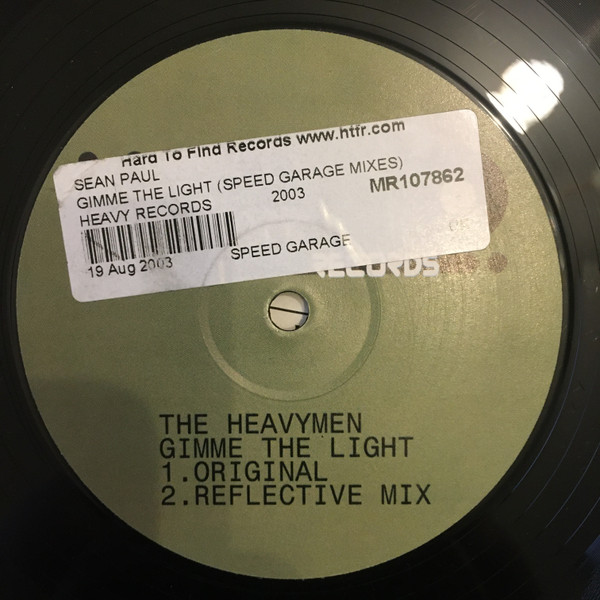 Hard To Find Records www.htfr.com
SEAN PAUL
GIMME THE LIGHT (SPEED GARAGE MIXES)
HEAVY RECORDS 2003 MR107862
19 Aug 2003 SPEED GARAGE
RECORDS
THE HEAVYMEN
GIMME THE LIGHT
1.ORIGINAL
2.REFLECTIVE MIX